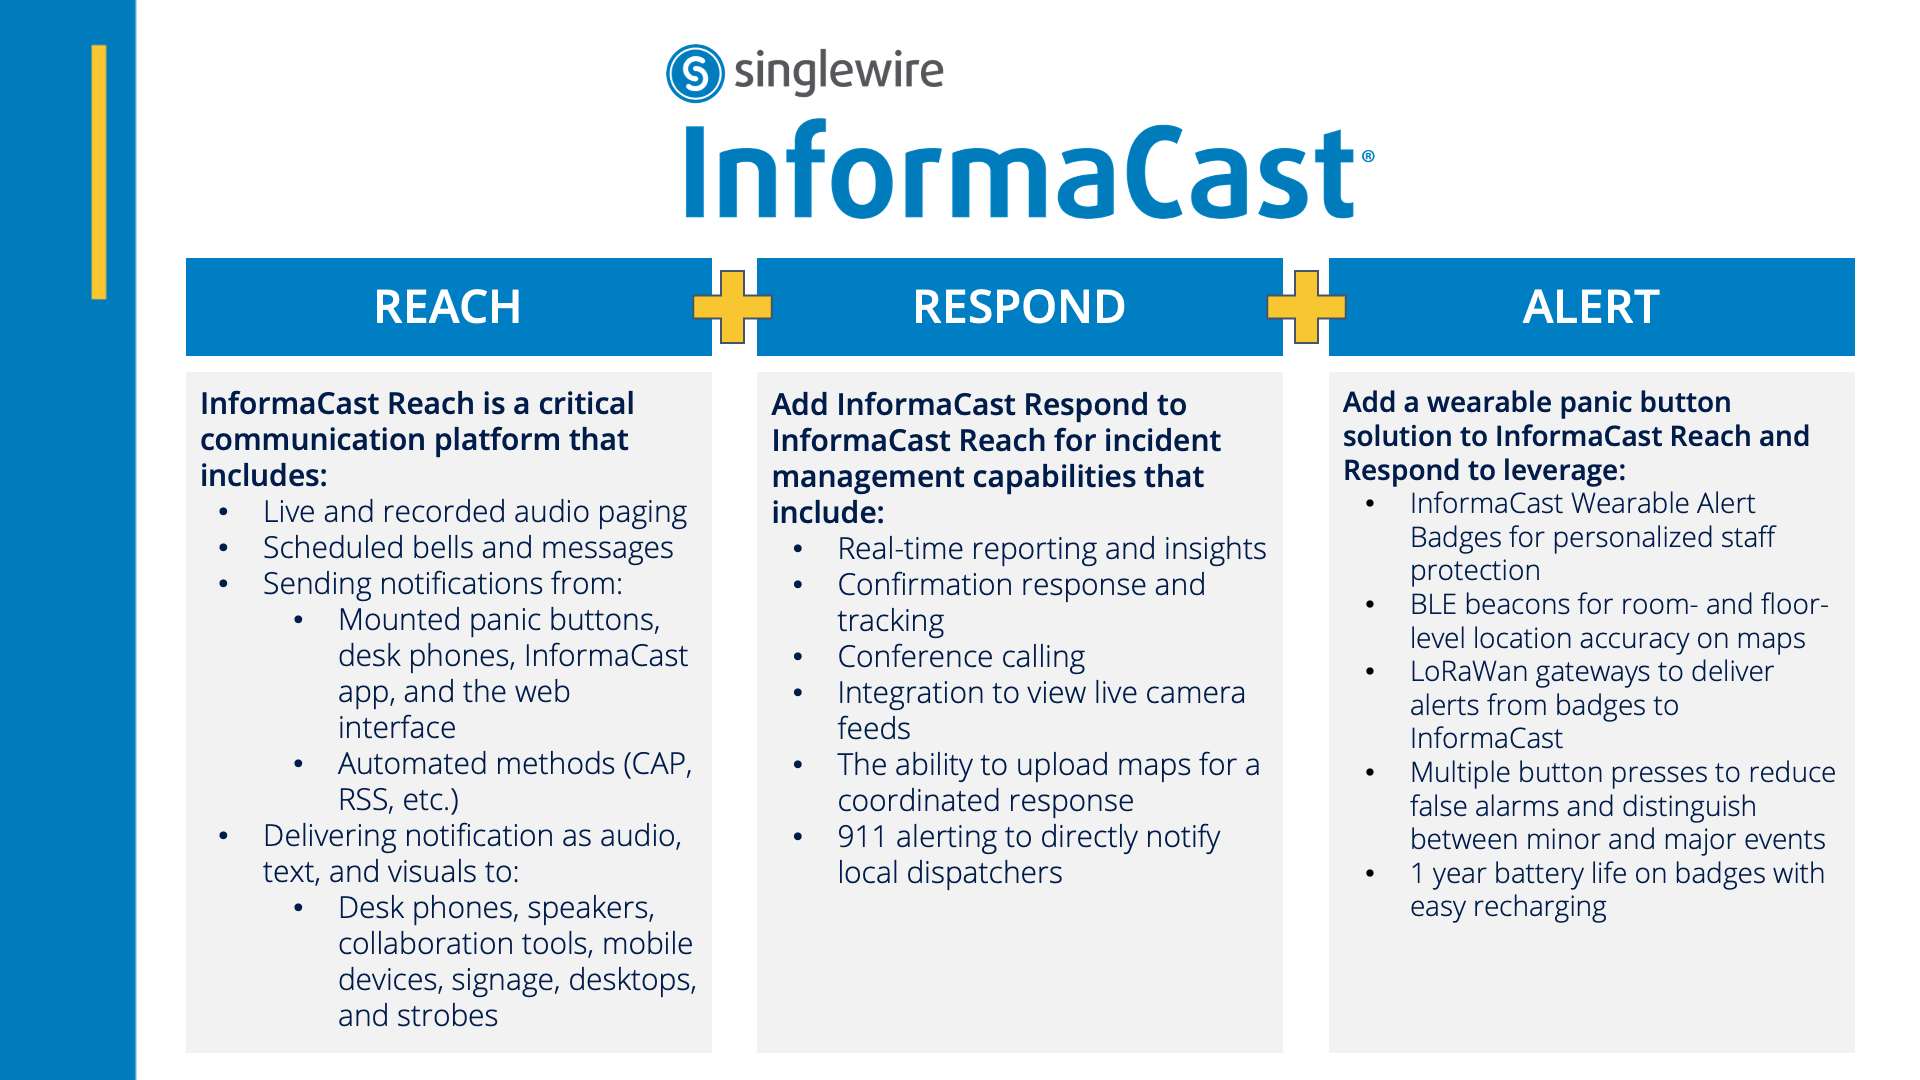 singlewire
InformaCast®
REACH
InformaCast Reach is a critical
communication platform that
includes:
• Live and recorded audio paging
• Scheduled bells and messages
• Sending notifications from:
• Mounted panic buttons,
desk phones, InformaCast
app, and the web
interface
• Automated methods (CAP,
RSS, etc.)
• Delivering notification as audio,
text, and visuals to:
• Desk phones, speakers,
collaboration tools, mobile
devices, signage, desktops,
and strobes
RESPOND
Add InformaCast Respond to
InformaCast Reach for incident
management capabilities that
include:
• Real-time reporting and insights
• Confirmation response and
tracking
• Conference calling
• Integration to view live camera
feeds
• The ability to upload maps for a
coordinated response
• 911 alerting to directly notify
local dispatchers
ALERT
Add a wearable panic button
solution to InformaCast Reach and
Respond to leverage:
• InformaCast Wearable Alert
Badges for personalized staff
protection
• BLE beacons for room- and floor-
level location accuracy on maps
• LoRaWan gateways to deliver
alerts from badges to
InformaCast
• Multiple button presses to reduce
false alarms and distinguish
between minor and major events
• 1 year battery life on badges with
easy recharging